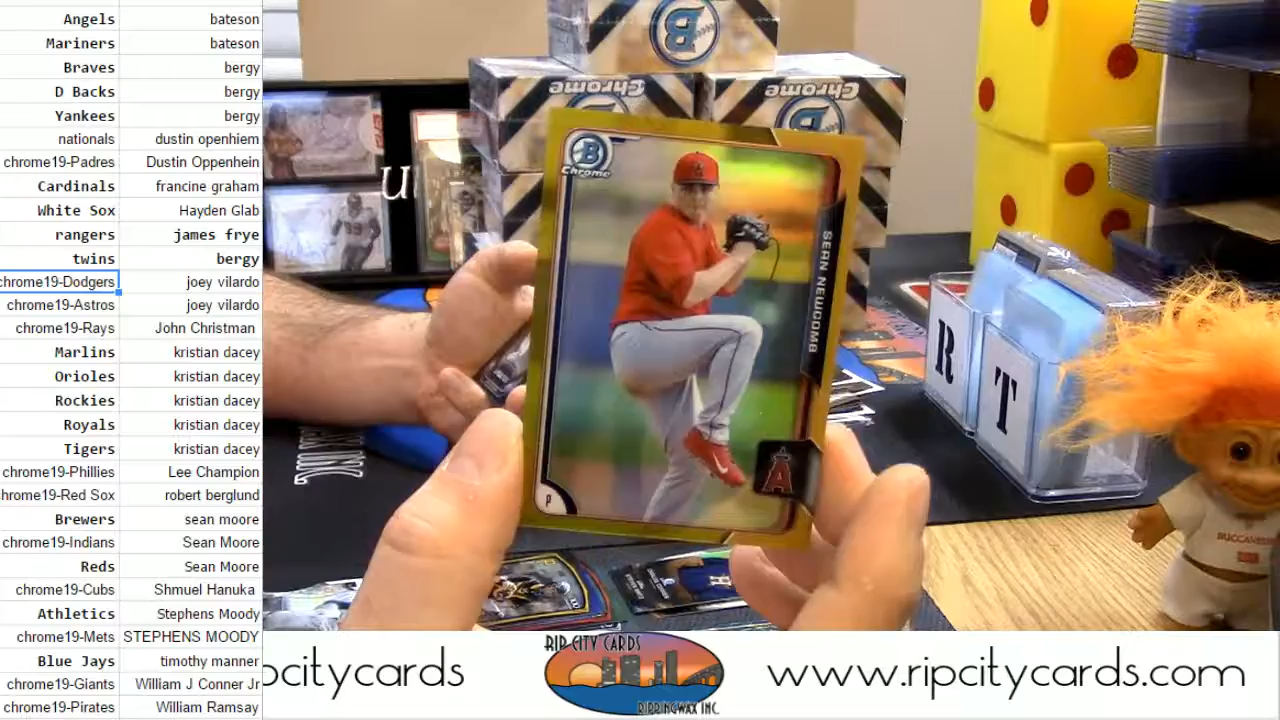 Angels bateson
Mariners bateson
Braves bergy
D Backs bergy
Yankees bergy
nationals dustin openhiem
chrome19-Padres Dustin Oppenhein
Cardinals francine graham
White Sox Hayden Glab
rangers james frye
twins bergy
chrome19-Dodgers joey vilardo
chrome19-Astros joey vilardo
chrome19-Rays John Christman
Marlins kristian dacey
Orioles kristian dacey
Rockies kristian dacey
Royals kristian dacey
Tigers kristian dacey
chrome19-Phillies Lee Champion
chrome19-Red Sox robert berglund
Brewers sean moore
chrome19-Indians Sean Moore
Reds Sean Moore
chrome19-Cubs Shmuel Hanuka
Athletics Stephens Moody
chrome19-Mets STEPHENS MOODY
Blue Jays timothy manner
chrome19-Giants William J Conner Jr
chrome19-Pirates William Ramsay
B
Chrome
Chrome
u
B
Chrome
SEAN NEWCOMB
P
A
R
T
BUCCANEERS
pcitycards
RIP CITY CARDS
RIPPINGWAX INC.
www.ripcitycards.com